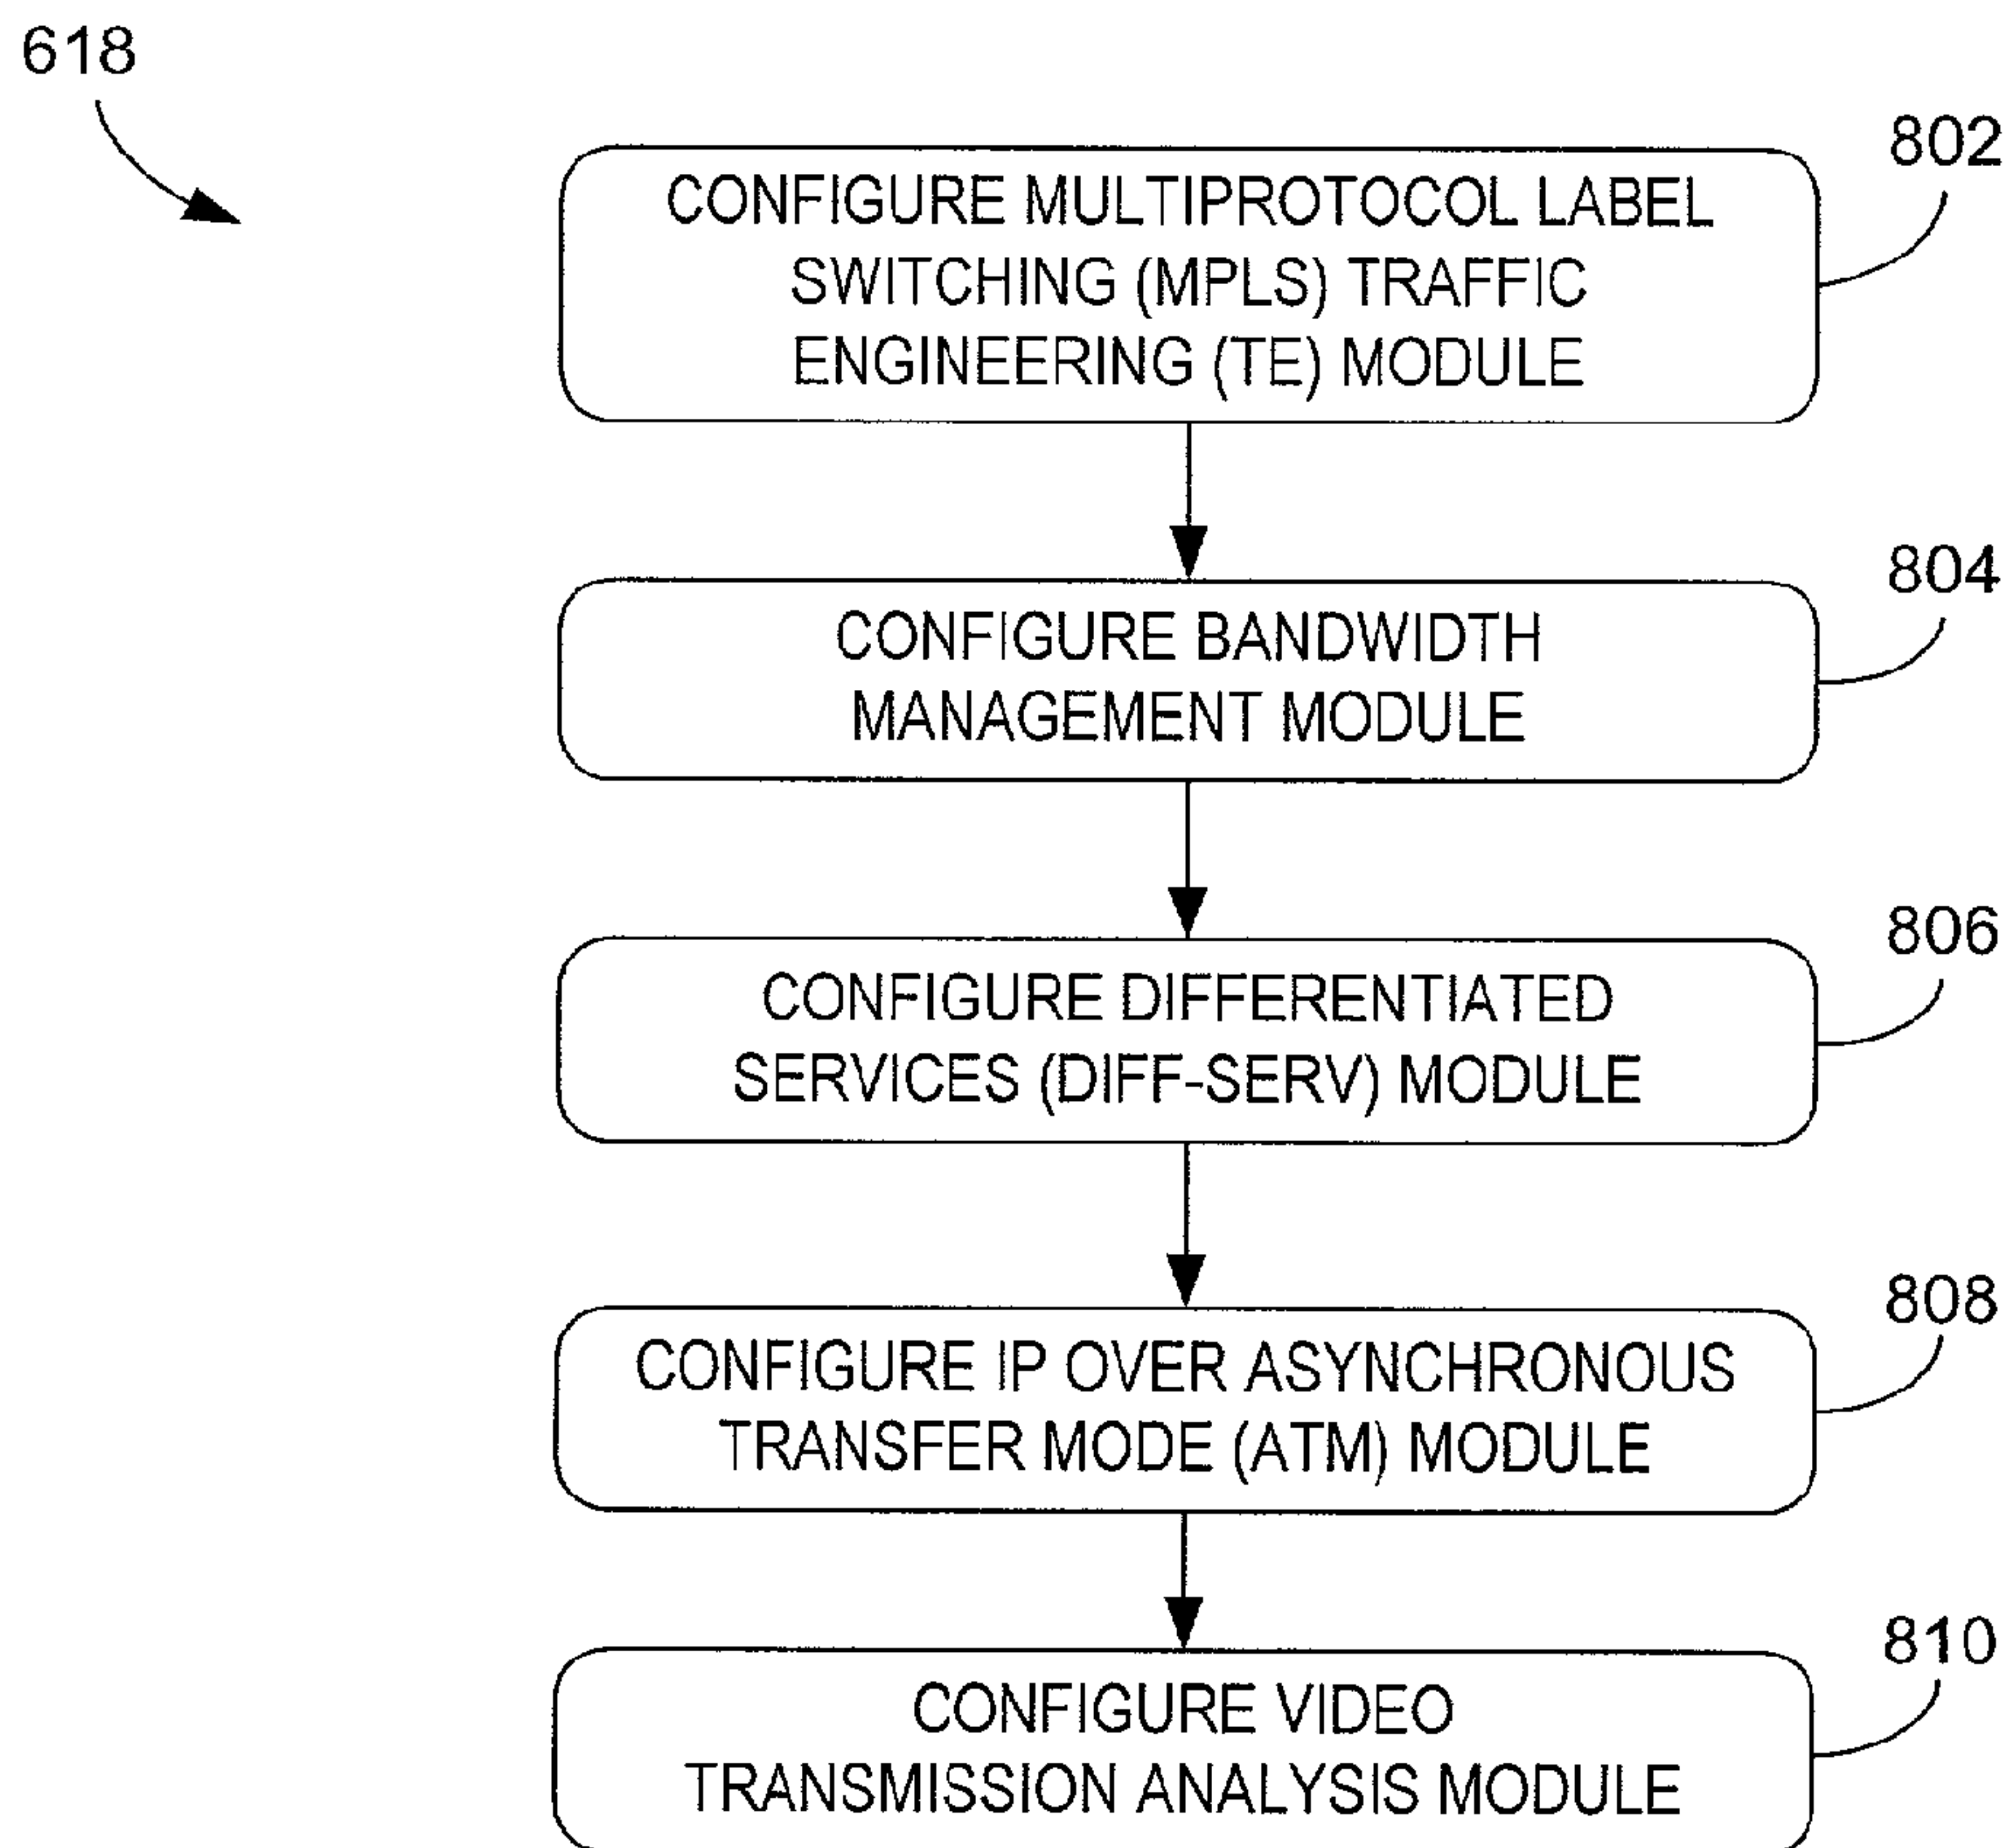 618
802
CONFIGURE MULTIPROTOCOL LABEL
SWITCHING (MPLS) TRAFFIC
ENGINEERING (TE) MODULE
804
CONFIGURE BANDWIDTH
MANAGEMENT MODULE
806
CONFIGURE DIFFERENTIATED
SERVICES (DIFF-SERV) MODULE
808
CONFIGURE IP OVER ASYNCHRONOUS
TRANSFER MODE (ATM) MODULE
810
CONFIGURE VIDEO
TRANSMISSION ANALYSIS MODULE